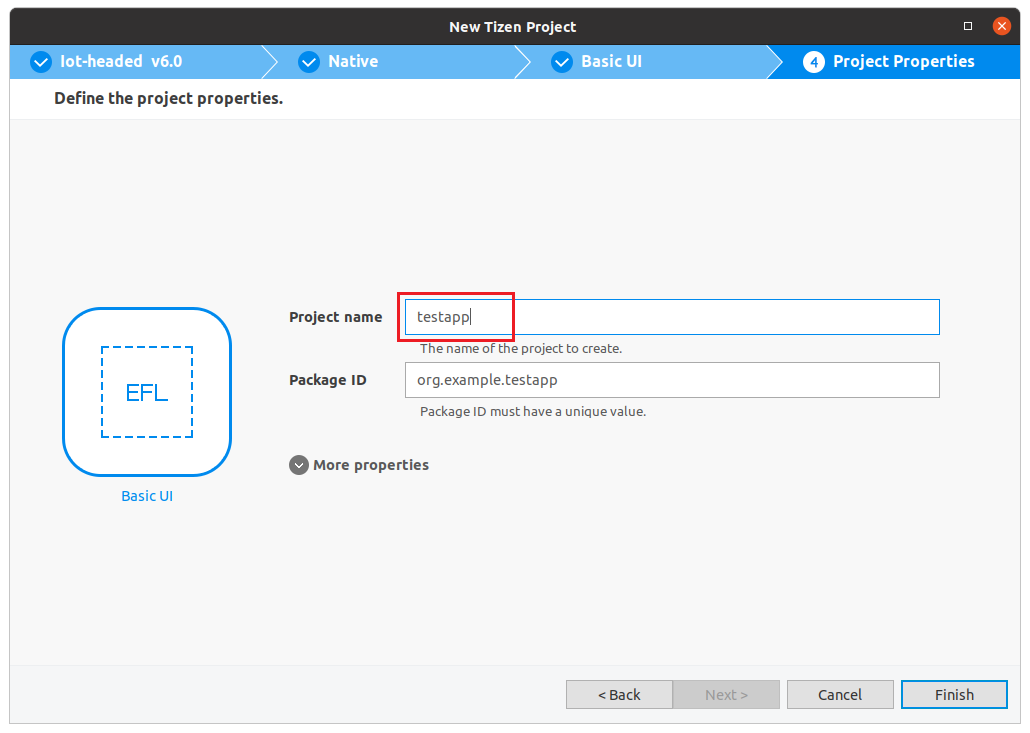 New Tizen Project
Iot-headed v6.0
Native
Basic UI
4 Project Properties
Define the project properties.
EFL
Basic UI
Project name
testapp
The name of the project to create.
Package ID
org.example.testapp
Package ID must have a unique value.
More properties
< Back
Next >
Cancel
Finish